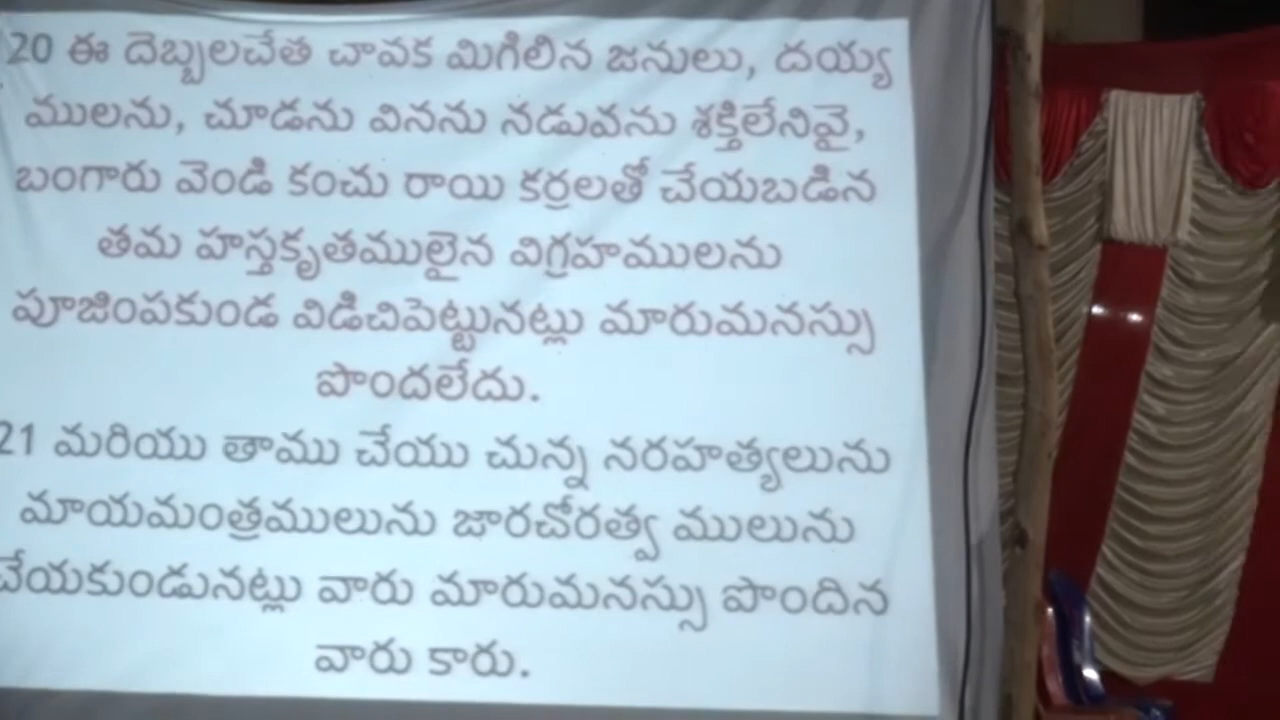 20 ఈ దెబ్బలచేత చావక మిగిలిన జనులు, దయ్య
ములను, చూడను వినను నడువను శక్తిలేనివై,
బంగారు వెండి కంచు రాయి కర్రలతో చేయబడిన
తమ హస్తకృతములైన విగ్రహములను
పూజింపకుండ విడిచిపెట్టునట్లు మారుమనస్సు
పొందలేదు.
21 మరియు తాము చేయు చున్న నరహత్యలును
మాయమంత్రములును జారచోరత్వ ములును
చేయకుండునట్లు వారు మారుమనస్సు పొందిన
వారు కారు.